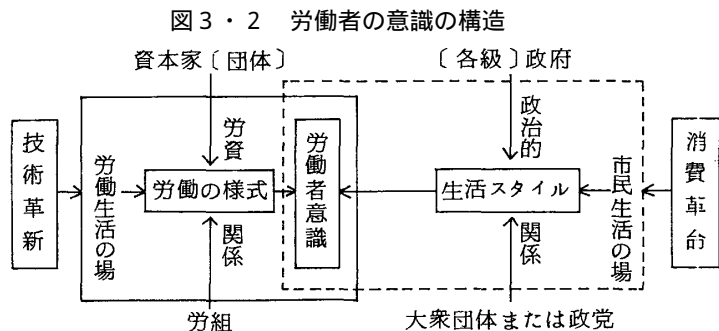 図3・2 労働者の意識の構造
資本家〔団体〕
〔各級〕政府
技術革新
労働生活の場
労資
労働の様式
関係
労働者意識
政治的
生活スタイル
関係
市民生活の場
消費革台
労組
大衆団体または政党